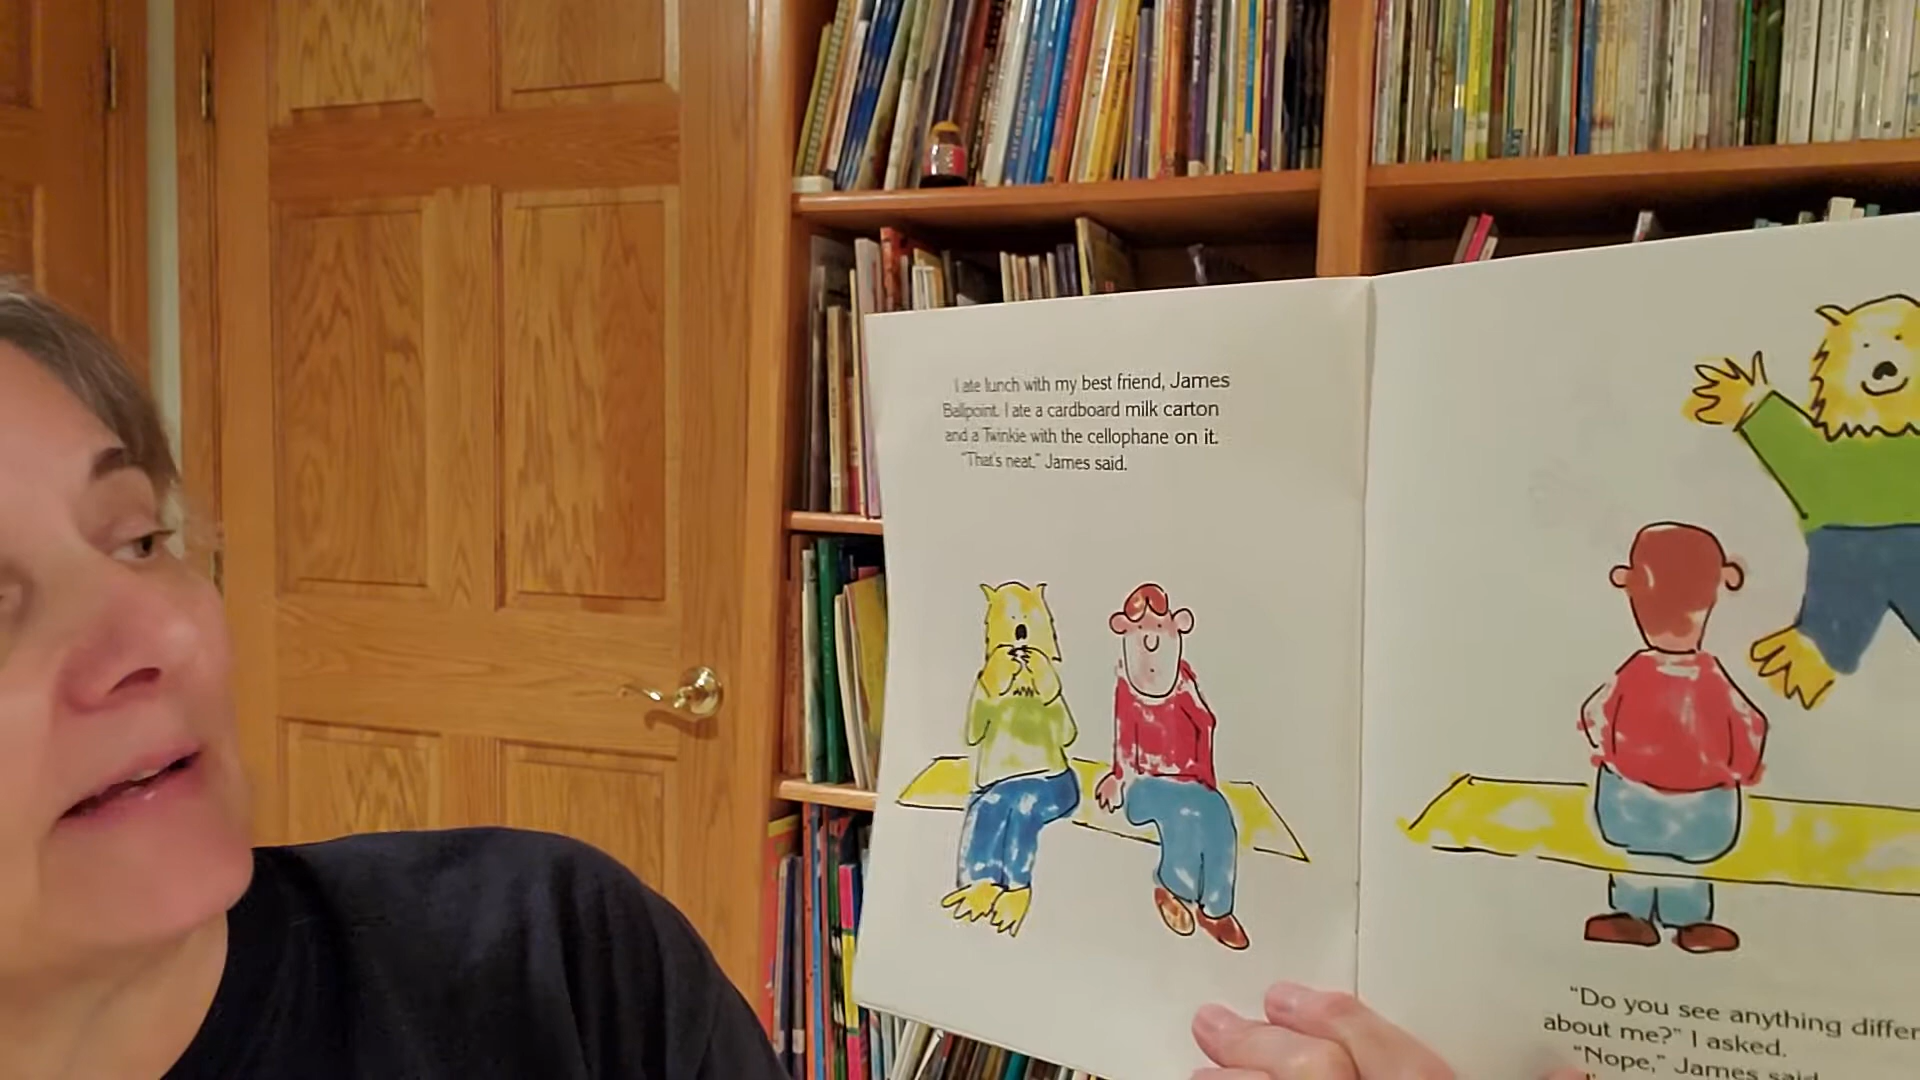 I ate lunch with my best friend, James
Ballpoint. I ate a cardboard milk carton
and a Twinkie with the cellophane on it.
"That's neat," James said.
"Do you see anything differ
about me?" I asked.
"Nope," James said